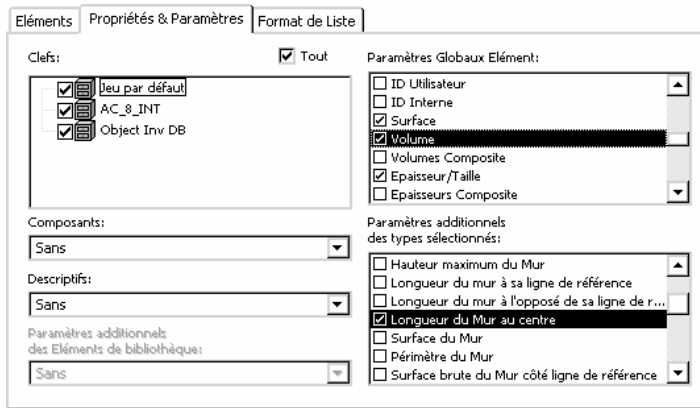 Eléments
Propriétés & Paramètres
Format de Liste
Clefs:
Tout
Jeu par défaut
AC_8_INT
Object Inv DB
Composants:
Sans
Descriptifs:
Sans
Paramètres additionnels
des Eléments de bibliothèque:
Sans
Paramètres Globaux Elément:
ID Utilisateur
ID Interne
Surface
Volume
Volumes Composite
Epaisseur/Taille
Epaisseurs Composite
Paramètres additionnels
des types sélectionnés:
Hauteur maximum du Mur
Longueur du mur à sa ligne de référence
Longueur du mur à l'opposé de sa ligne de r...
Longueur du Mur au centre
Surface du Mur
Périmètre du Mur
Surface brute du Mur côté ligne de référence